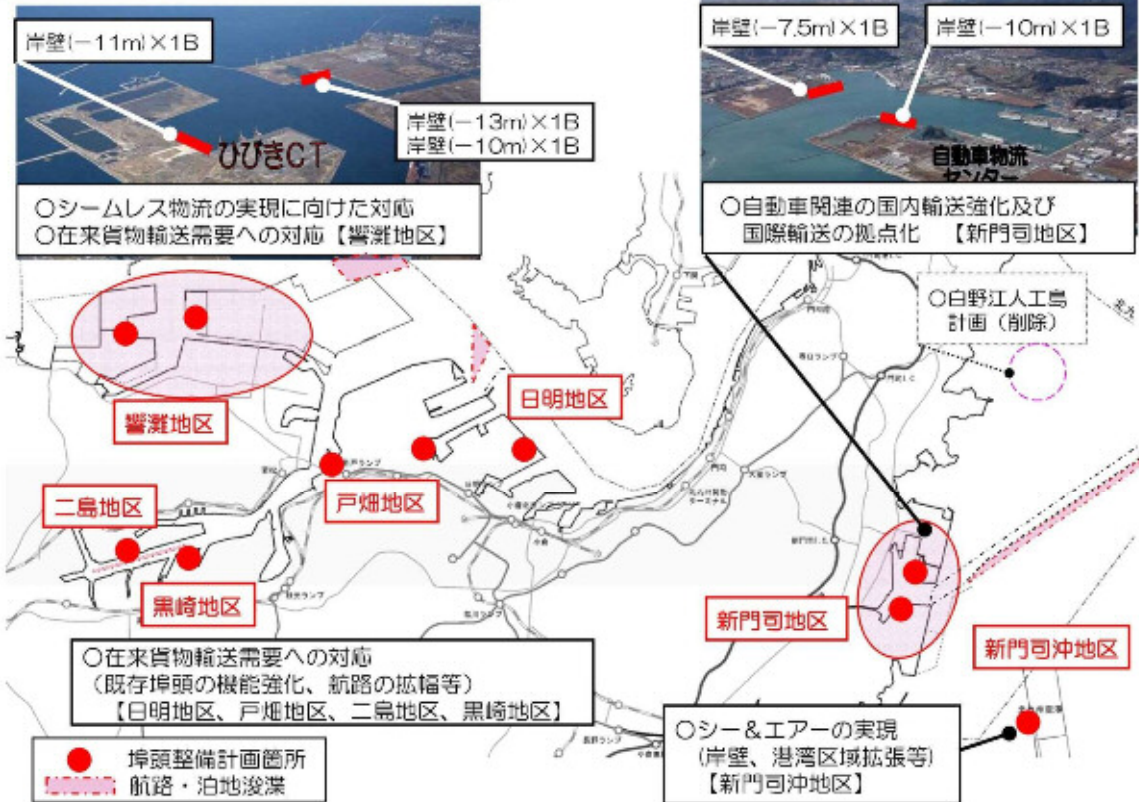 岸壁(－11m)×1B
岸壁(－13m)×1B
岸壁(－10m)×1B
ひびきCT
○シームレス物流の実現に向けた対応
○在来貨物輸送需要への対応【響灘地区】
岸壁(－7.5m)×1B
岸壁(－10m)×1B
自動車物流
センター
○自動車関連の国内輸送強化及び
国際輸送の拠点化 【新門司地区】
○白野江人工島
計画（削除）
響灘地区
日明地区
戸畑地区
二島地区
黒崎地区
新門司地区
新門司沖地区
小倉
門司
○在来貨物輸送需要への対応
（既存埠頭の機能強化、航路の拡幅等）
【日明地区、戸畑地区、二島地区、黒崎地区】
○シー＆エアーの実現
(岸壁、港湾区域拡張等)
【新門司沖地区】
埠頭整備計画箇所
航路・泊地浚渫